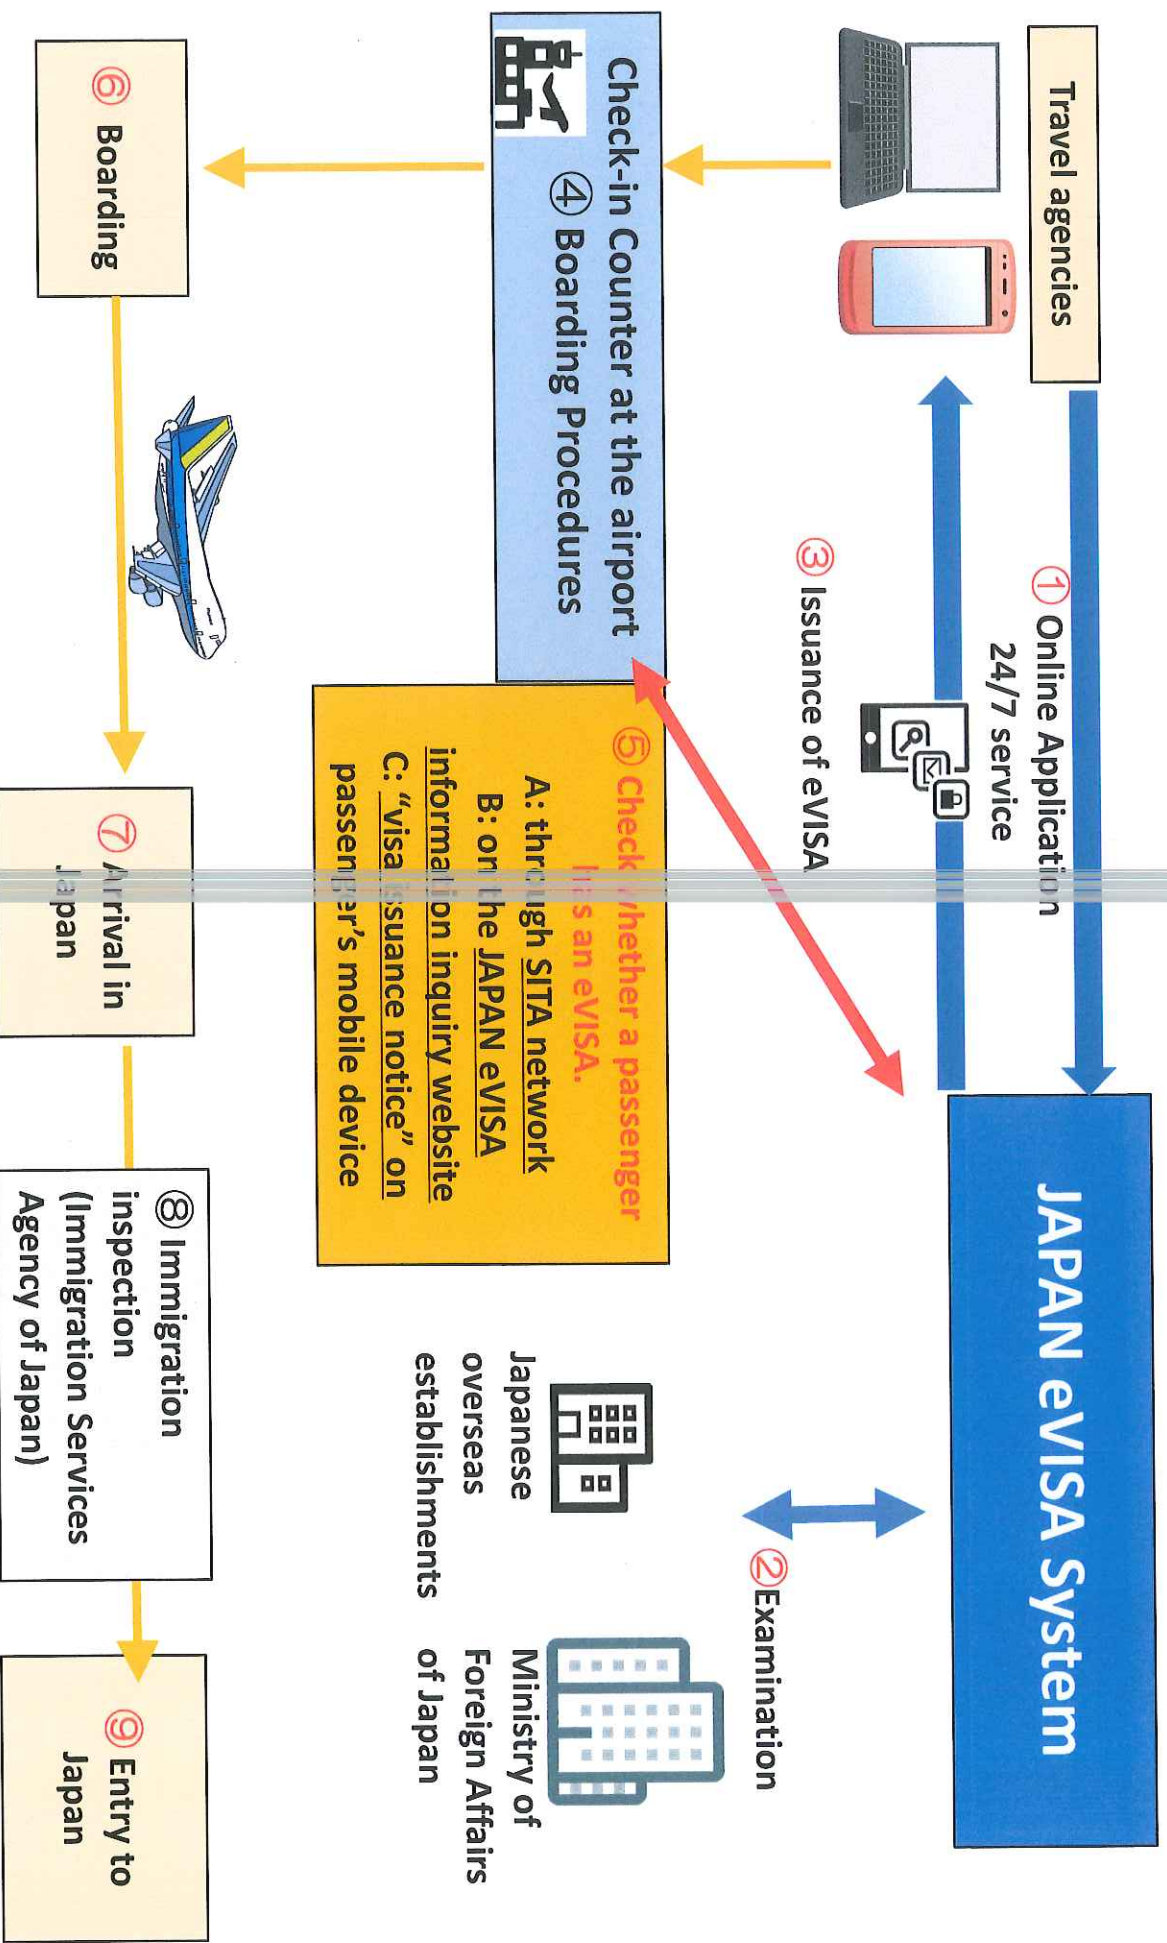 Travel agencies
① Online Application
24/7 service
JAPAN eVISA System
③ Issuance of eVISA
②Examination
Check-in Counter at the airport
④ Boarding Procedures
⑤ Check whether a passenger
has an eVISA.
A: through SITA network
B: on the JAPAN eVISA
information inquiry website
C: “visa issuance notice” on
passenger’s mobile device
Japanese
overseas
establishments
Ministry of
Foreign Affairs
of Japan
⑥ Boarding
⑦ Arrival in
Japan
⑧ Immigration
inspection
(Immigration Services
Agency of Japan)
⑨ Entry to
Japan